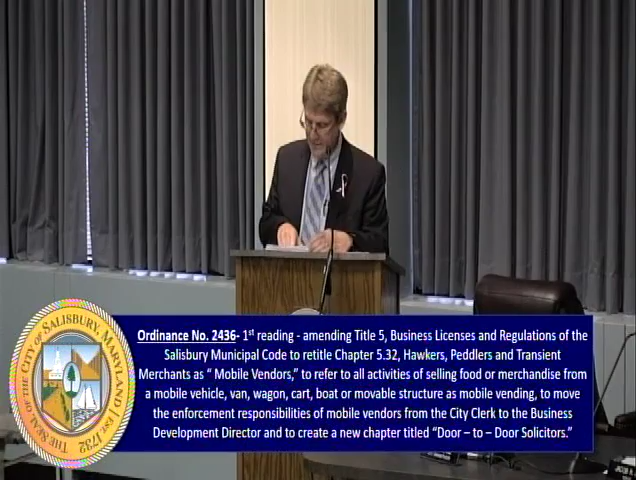 Ordinance No. 2436- 1st reading - amending Title 5, Business Licenses and Regulations of the
Salisbury Municipal Code to retitle Chapter 5.32, Hawkers, Peddlers and Transient
Merchants as “ Mobile Vendors,” to refer to all activities of selling food or merchandise from
a mobile vehicle, van, wagon, cart, boat or movable structure as mobile vending, to move
the enforcement responsibilities of mobile vendors from the City Clerk to the Business
Development Director and to create a new chapter titled “Door – to – Door Solicitors.”
THE SEAL OF THE CITY OF SALISBURY, MARYLAND
Est. 1732